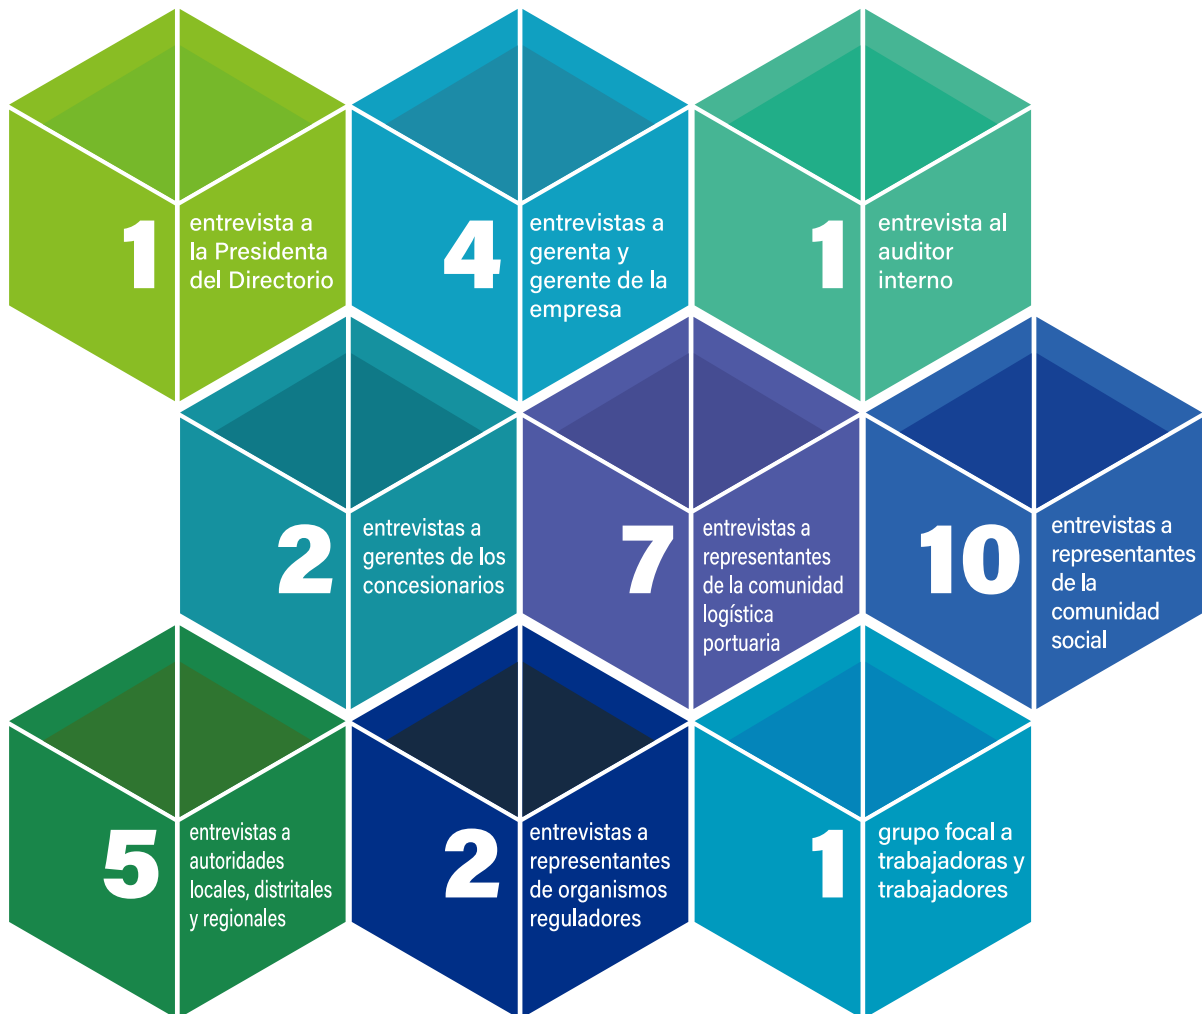 1
entrevista a
la Presidenta
del Directorio
4
entrevistas a
gerenta y
gerente de la
empresa
1
entrevista al
auditor
interno
2
entrevistas a
gerentes de los
concesionarios
7
entrevistas a
representantes
de la comunidad
logística
portuaria
10
entrevistas a
representantes
de la
comunidad
social
5
entrevistas a
autoridades
locales, distritales
y regionales
2
entrevistas a
representantes
de organismos
reguladores
1
grupo focal a
trabajadoras y
trabajadores